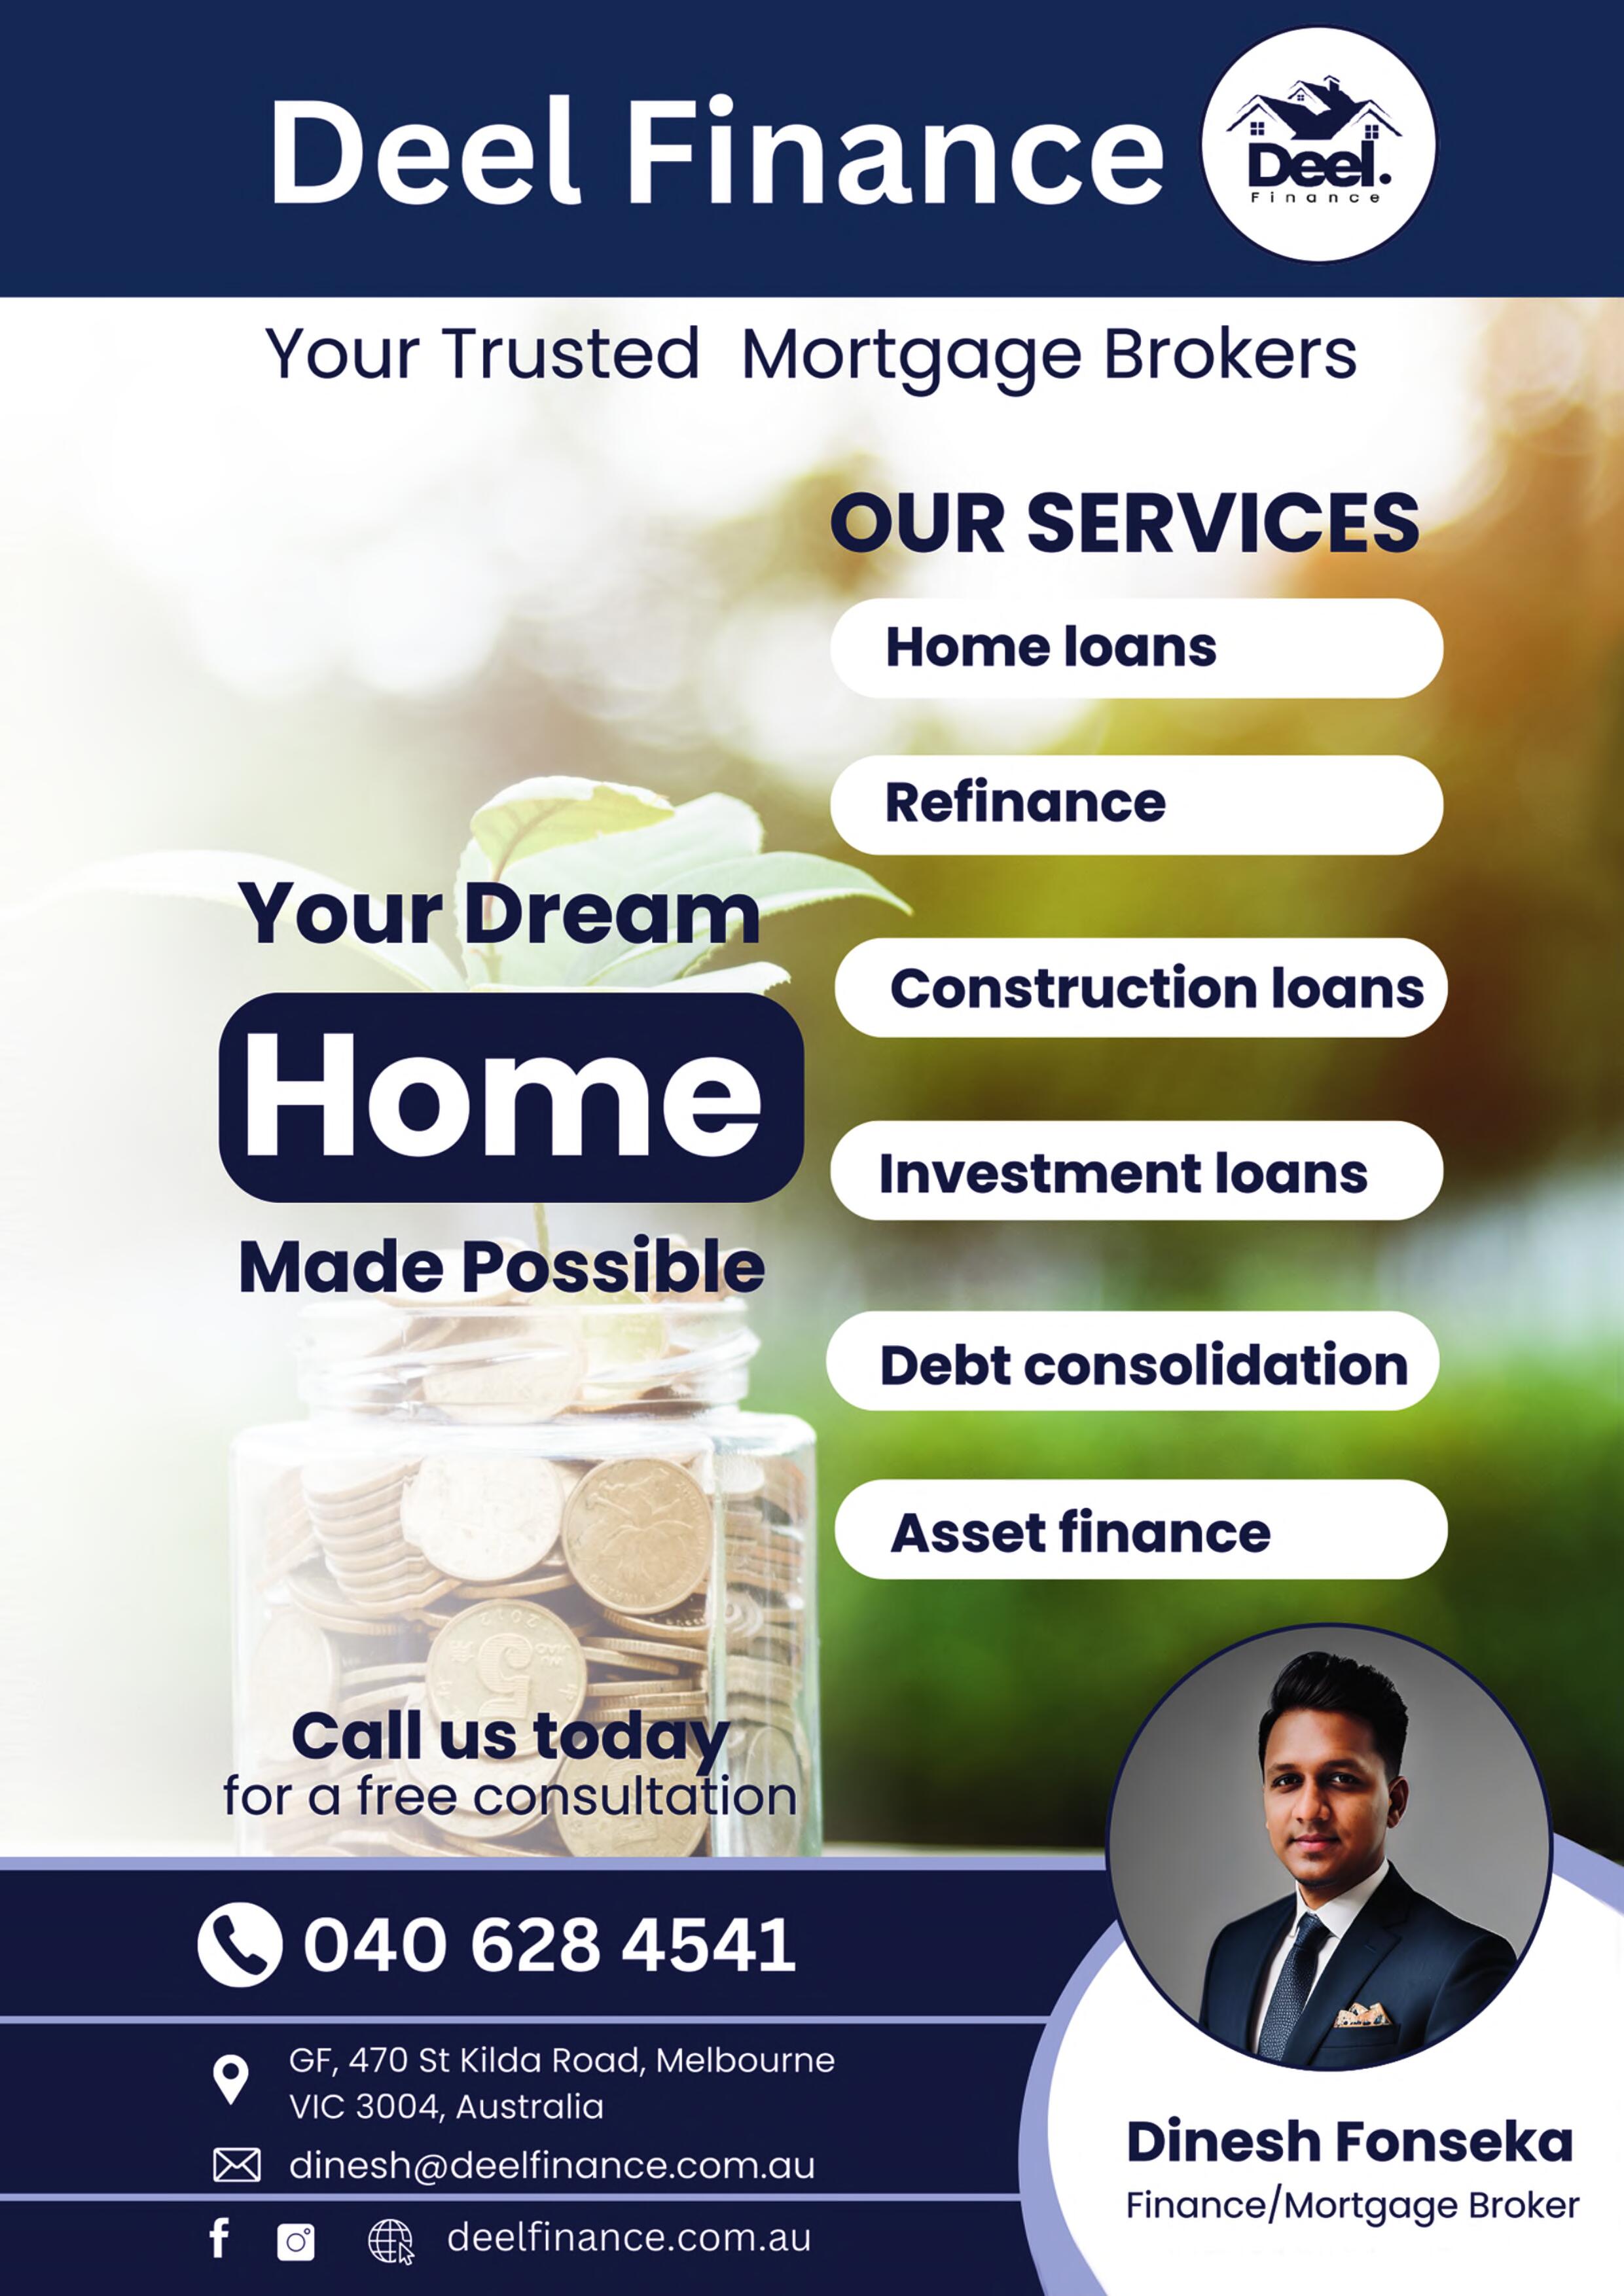 Deel Finance
Deel.
Finance
Your Trusted Mortgage Brokers
OUR SERVICES
Home loans
Refinance
Construction loans
Investment loans
Debt consolidation
Asset finance
Your Dream
Home
Made Possible
Call us today
for a free consultation
040 628 4541
GF, 470 St Kilda Road, Melbourne
VIC 3004, Australia
dinesh@deelfinance.com.au
deelfinance.com.au
Dinesh Fonseka
Finance/Mortgage Broker